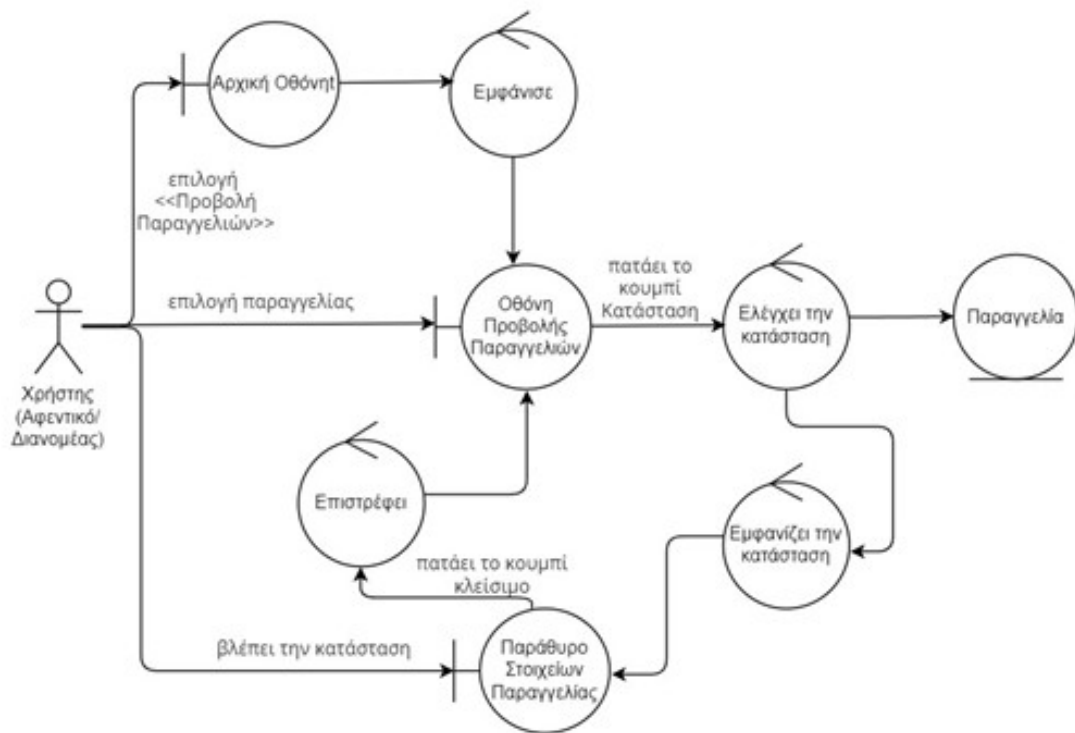 Αρχική Οθόνηt
Εμφάνισε
επιλογή
<<Προβολή
Παραγγελιών>>
επιλογή παραγγελίας
Οθόνη
Προβολής
Παραγγελιών
πατάει το
κουμπί
Κατάσταση
Ελέγχει την
κατάσταση
Παραγγελία
Χρήστης
(Αφεντικό/
Διανομέας)
Επιστρέφει
Εμφανίζει την
κατάσταση
πατάει το κουμπί
κλείσιμο
βλέπει την κατάσταση
Παράθυρο
Στοιχείων
Παραγγελίας